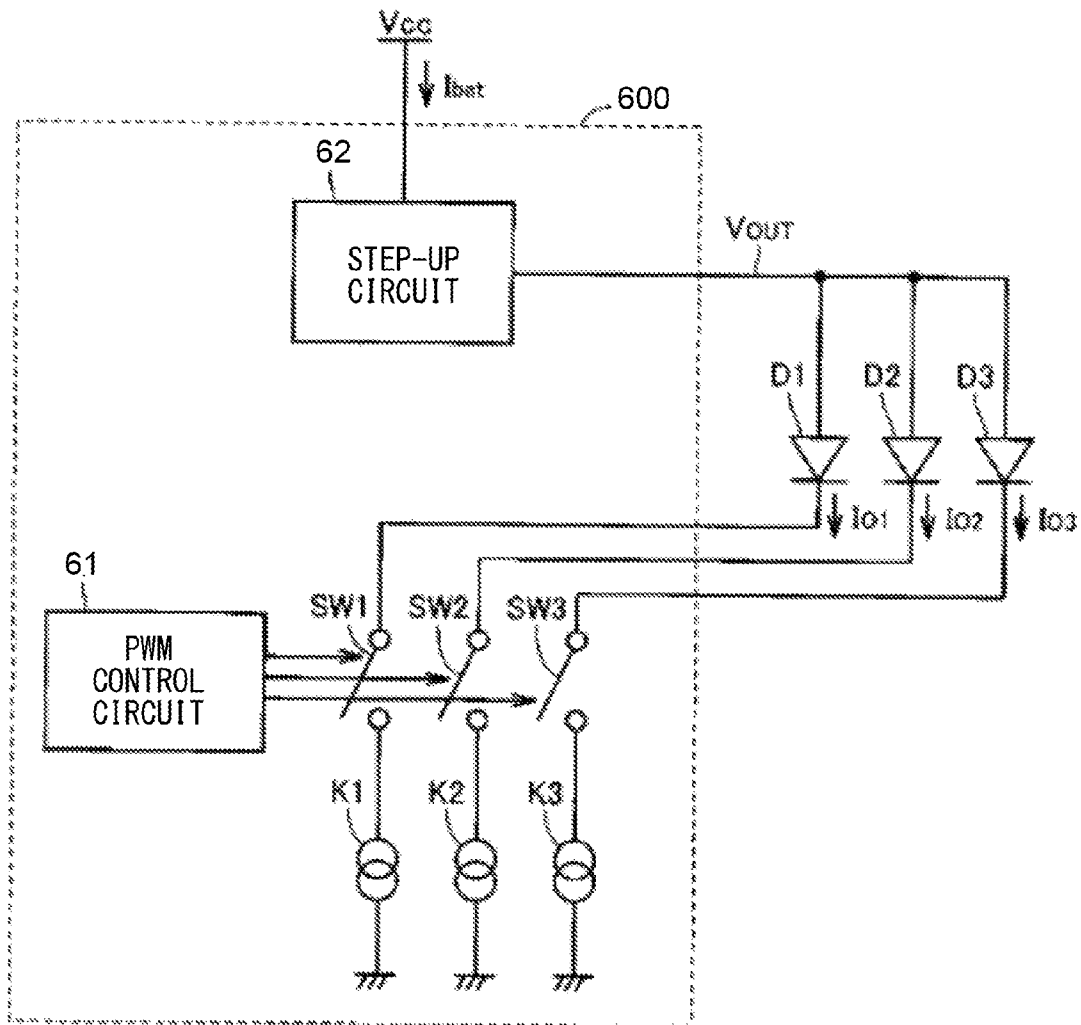 Vcc
Ibat
600
62
STEP-UP
CIRCUIT
VOUT
D1
D2
D3
IO1
IO2
IO3
61
PWM
CONTROL
CIRCUIT
SW1
SW2
SW3
K1
K2
K3